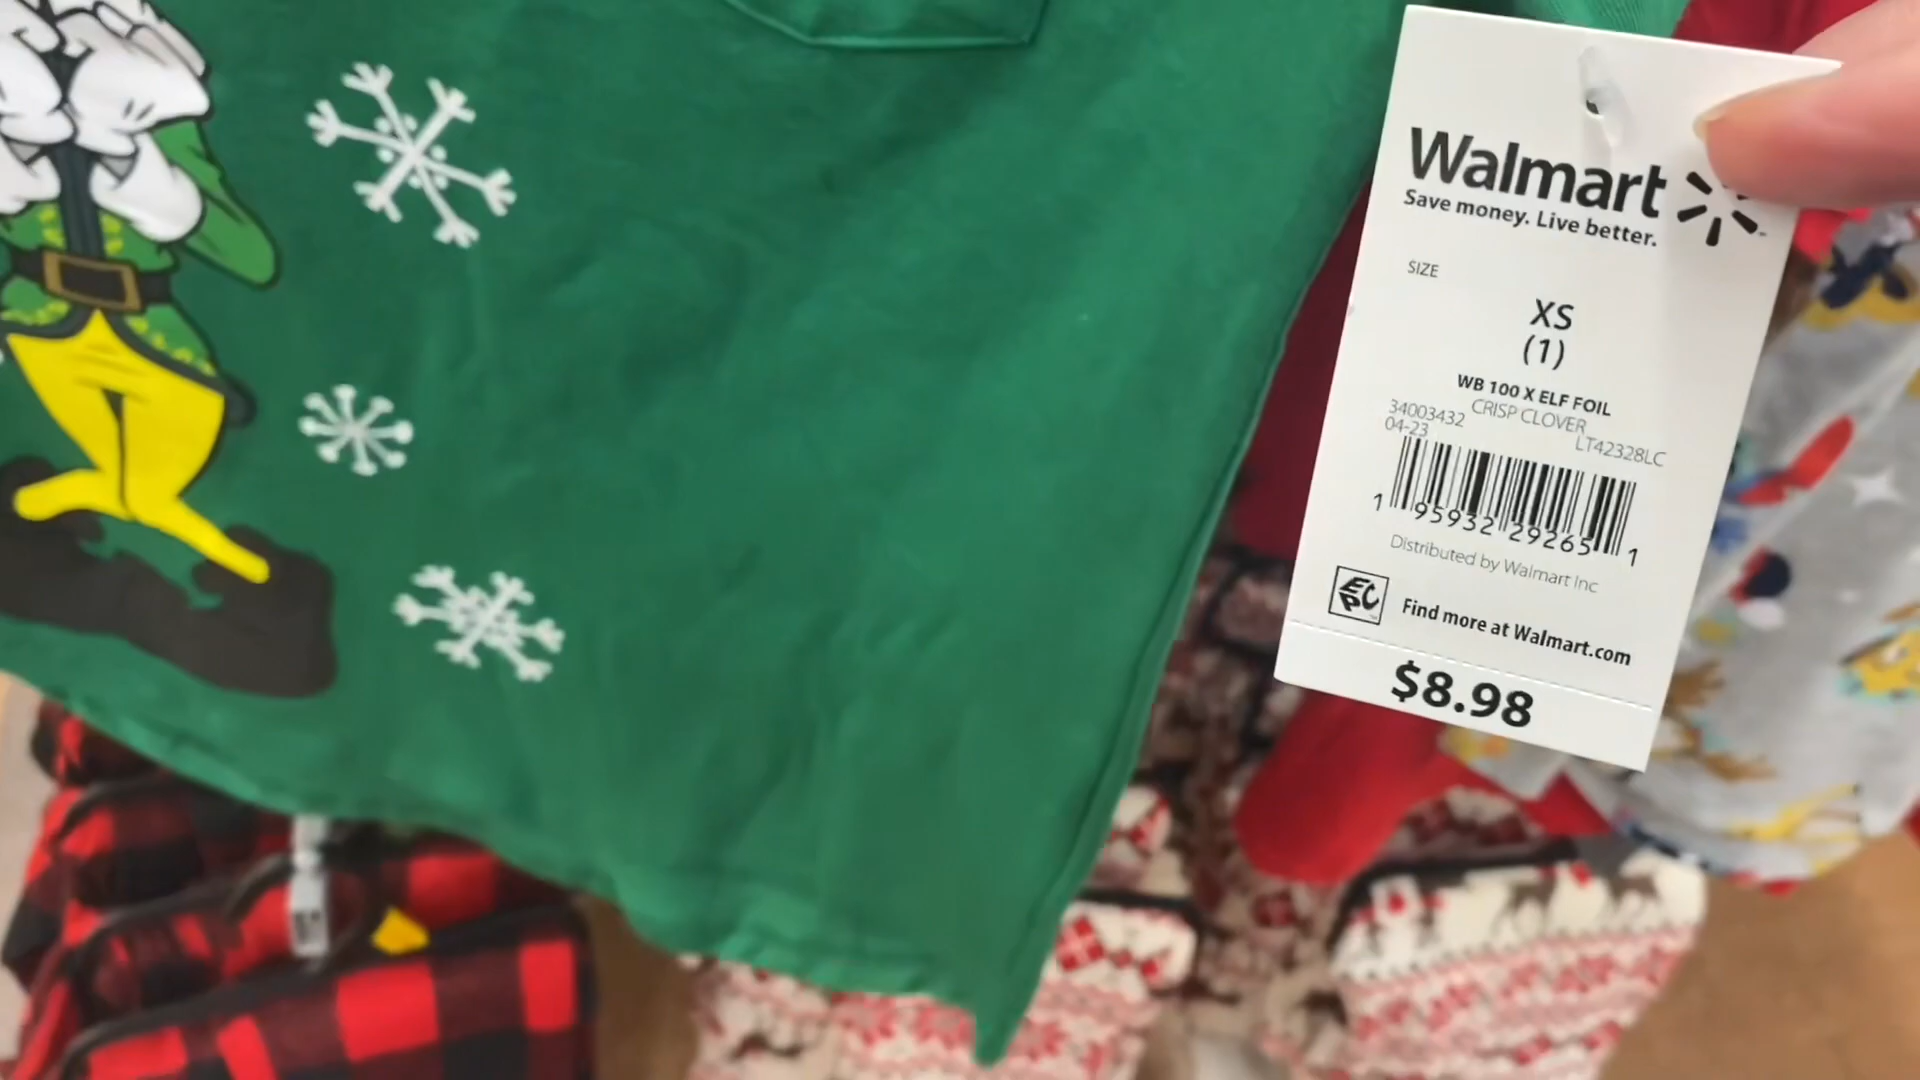 Walmart
Save money. Live better.
SIZE
XS
(1)
WB 100 X ELF FOIL
34003432 CRISP CLOVER
04-23 LT42328LC
1 95932 29265 1
Distributed by Walmart Inc
EPC Find more at Walmart.com
$8.98